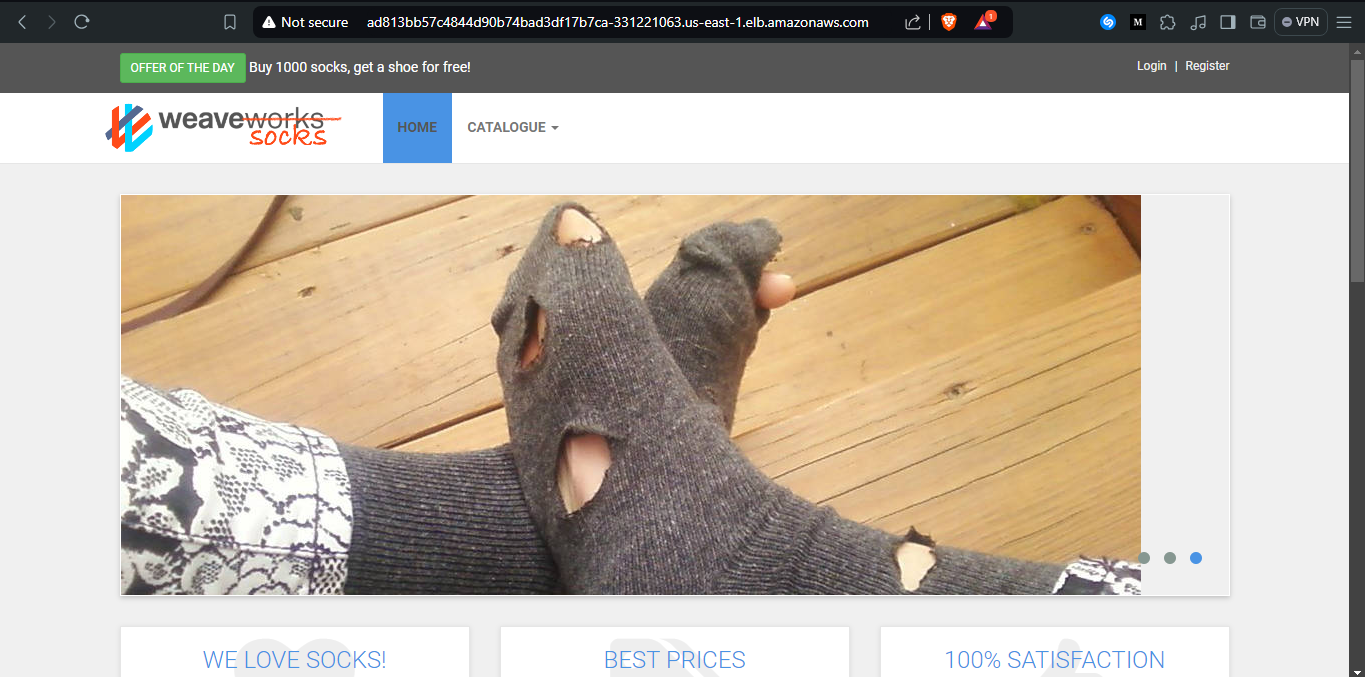 Not secure ad813bb57c4844d90b74bad3df17b7ca-331221063.us-east-1.elb.amazonaws.com 1 M VPN
OFFER OF THE DAY Buy 1000 socks, get a shoe for free! Login | Register
weaveworks socks HOME CATALOGUE
WE LOVE SOCKS! BEST PRICES 100% SATISFACTION